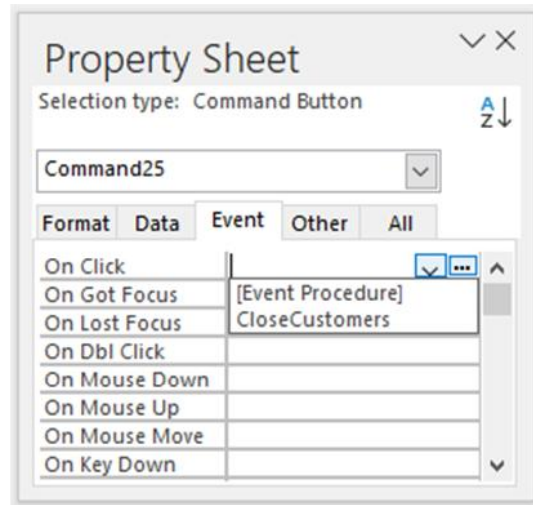 Property Sheet
Selection type: Command Button
A
Z
Command25
Format Data Event Other All
On Click
[Event Procedure]
On Got Focus
CloseCustomers
On Lost Focus
On Dbl Click
On Mouse Down
On Mouse Up
On Mouse Move
On Key Down